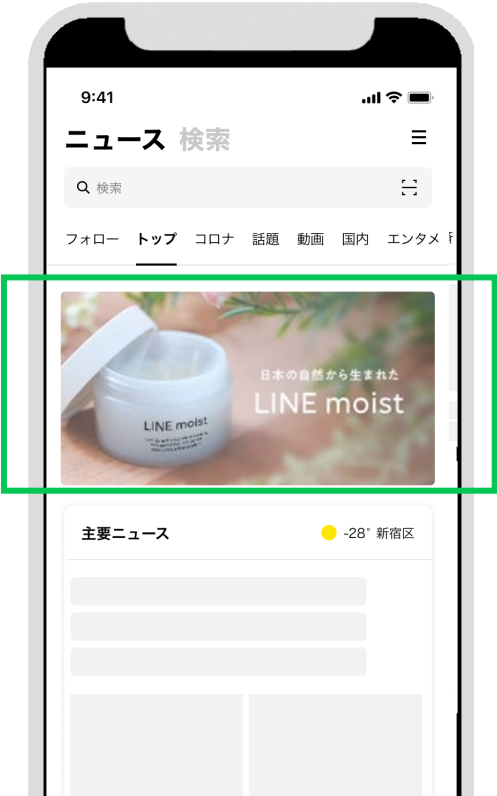 9:41
ニュース 検索
検索
フォロー トップ コロナ 話題 動画 国内 エンタメ
日本の自然から生まれた
LINE moist
LINE moist
主要ニュース -28° 新宿区